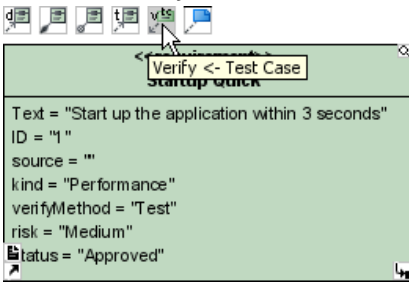 Verify <- Test Case
Startup Quick
Text = "Start up the application within 3 seconds"
ID = "1"
source = ""
kind = "Performance"
verifyMethod = "Test"
risk = "Medium"
tatus = "Approved"